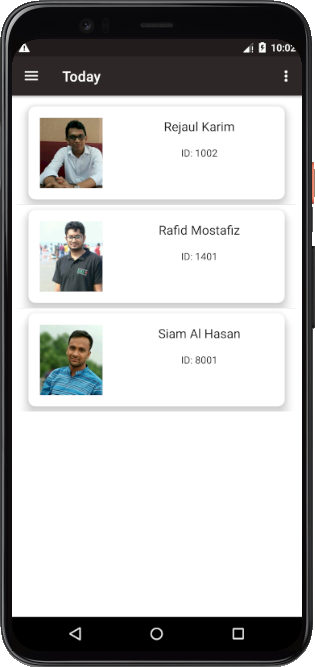 10:02
Today
Rejaul Karim
ID: 1002
Rafid Mostafiz
ID: 1401
Siam Al Hasan
ID: 8001